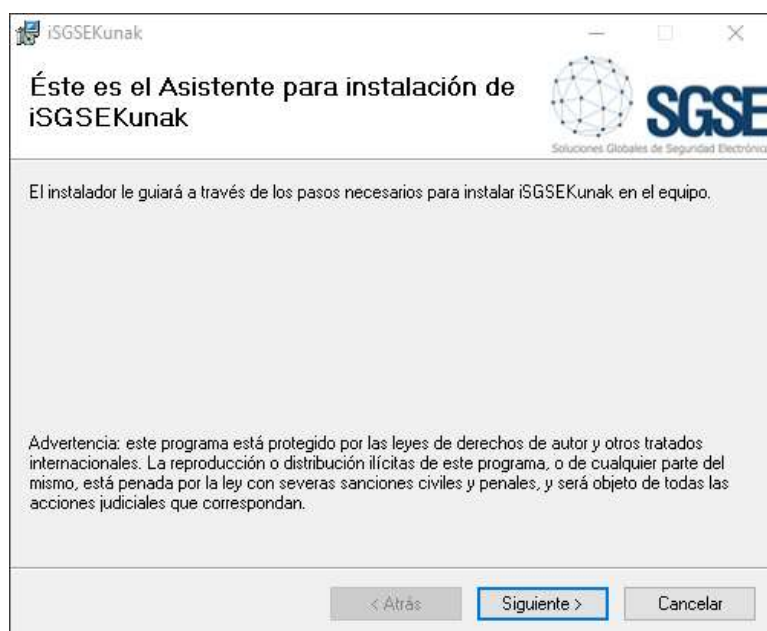 iSGSEKunak
Éste es el Asistente para instalación de
iSGSEKunak
SGSE
Soluciones Globales de Seguridad Electrónica
El instalador le guiará a través de los pasos necesarios para instalar iSGSEKunak en el equipo.
Advertencia: este programa está protegido por las leyes de derechos de autor y otros tratados
internacionales. La reproducción o distribución ilícitas de este programa, o de cualquier parte del
mismo, está penada por la ley con severas sanciones civiles y penales, y será objeto de todas las
acciones judiciales que correspondan.
< Atrás
Siguiente >
Cancelar